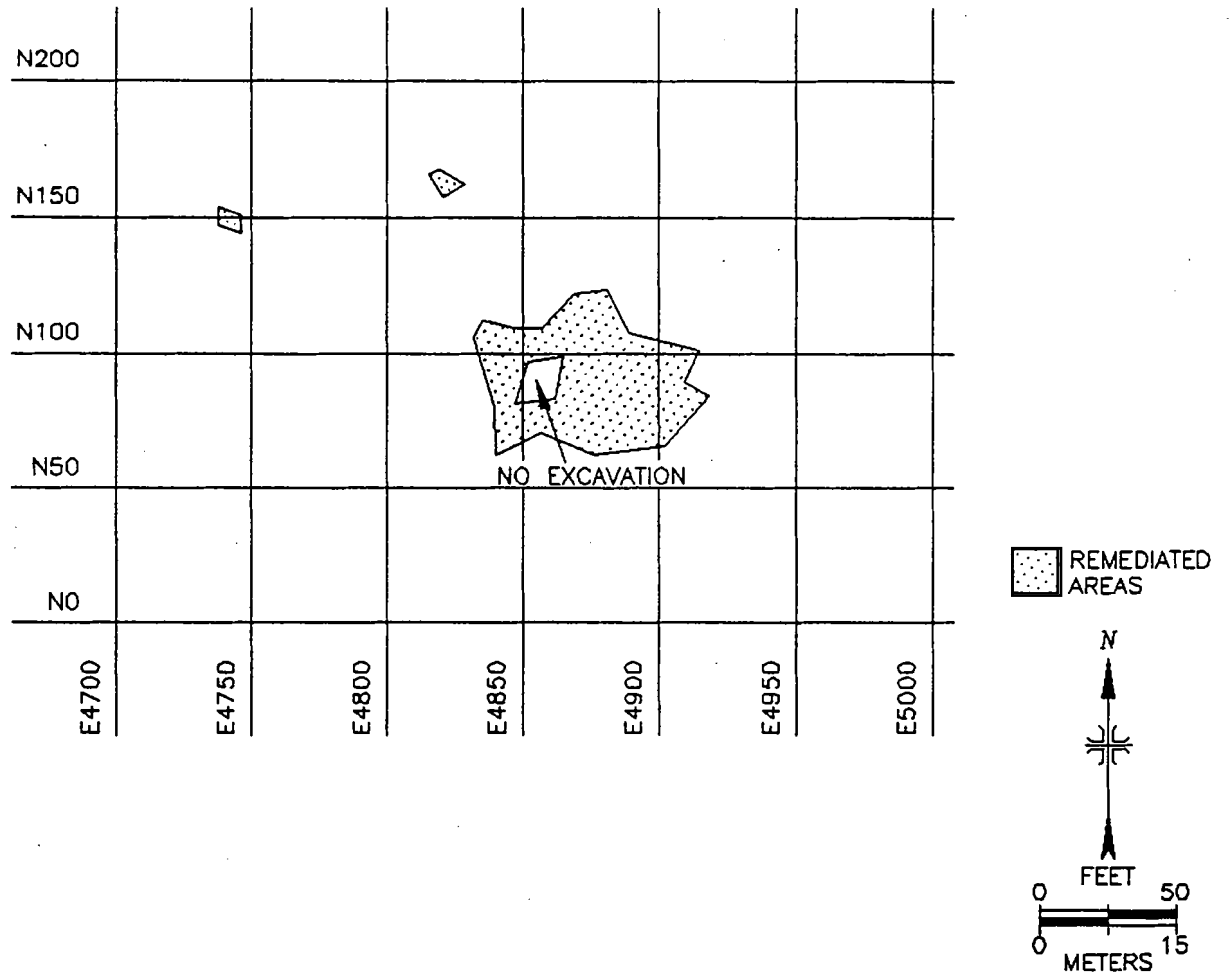 N200
N150
N100
N50
N0
NO EXCAVATION
E4700
E4750
E4800
E4850
E4900
E4950
E5000
REMEDIATED
AREAS
N
FEET
0 50
0 15
METERS